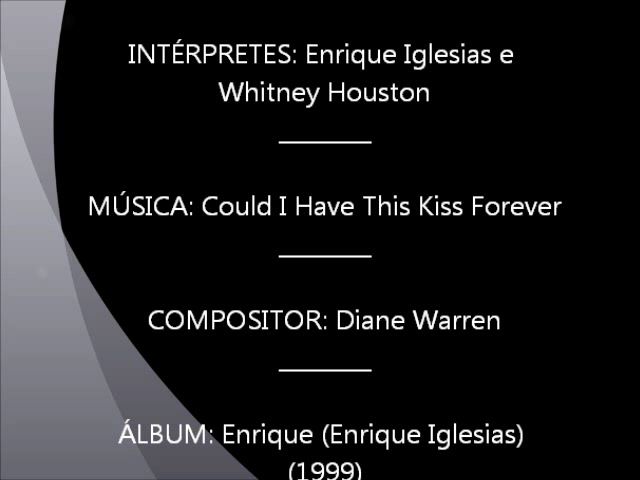 INTÉRPRETES: Enrique Iglesias e
Whitney Houston
MÚSICA: Could I Have This Kiss Forever
COMPOSITOR: Diane Warren
ÁLBUM: Enrique (Enrique Iglesias)
(1999)